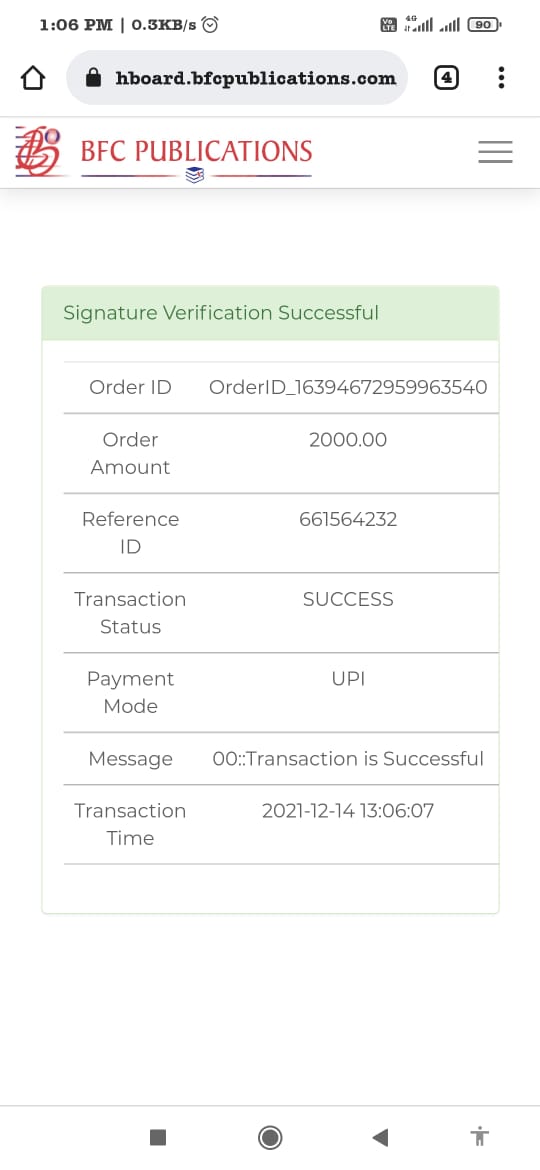 1:06 PM | 0.3KB/s
Vo LTE 4G 90
hboard.bfcpublications.com 4
BFC PUBLICATIONS
Signature Verification Successful
Order ID OrderID_16394672959963540
Order Amount 2000.00
Reference ID 661564232
Transaction Status SUCCESS
Payment Mode UPI
Message 00::Transaction is Successful
Transaction Time 2021-12-14 13:06:07